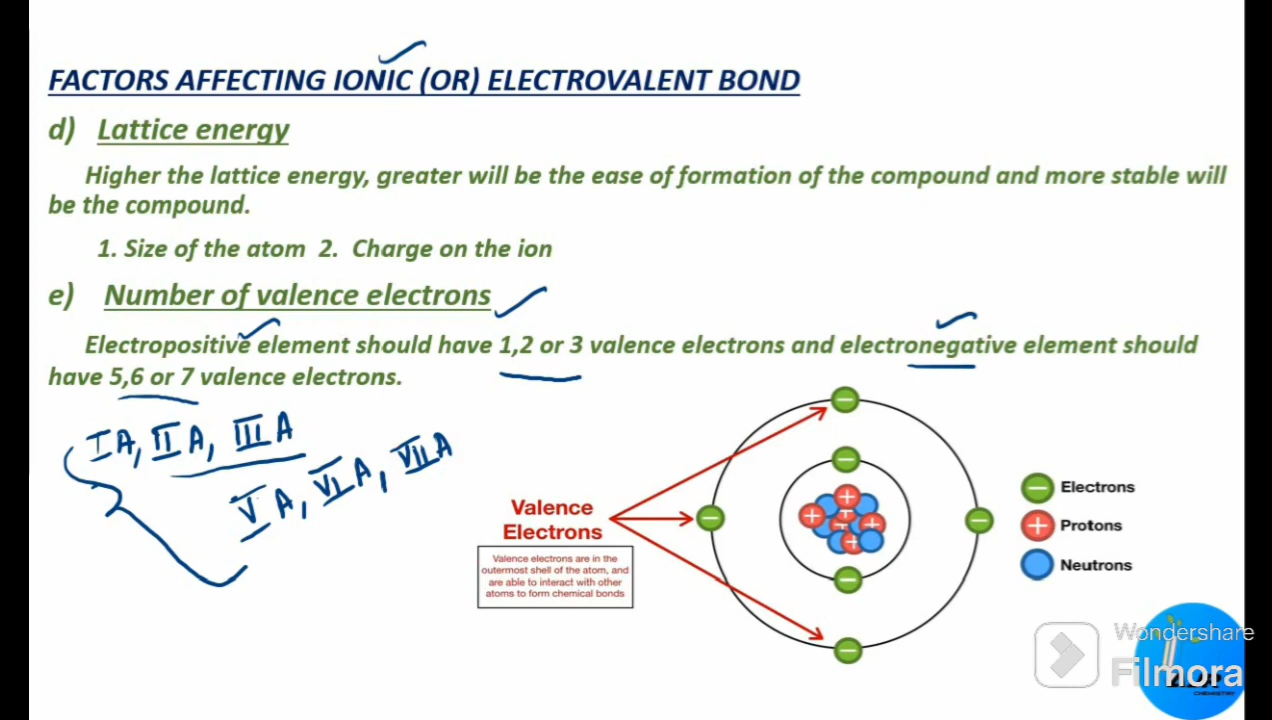 FACTORS AFFECTING IONIC (OR) ELECTROVALENT BOND
d) Lattice energy
Higher the lattice energy, greater will be the ease of formation of the compound and more stable will
be the compound.
1. Size of the atom 2. Charge on the ion
e) Number of valence electrons
Electropositive element should have 1,2 or 3 valence electrons and electronegative element should
have 5,6 or 7 valence electrons.
IA, IIA, IIIA
VA, VIA, VIIA
Valence
Electrons
Valence electrons are in the
outermost shell of the atom, and
are able to interact with other
atoms to form chemical bonds
Electrons
Protons
Neutrons
Wondershare
Filmora
CHEMISTRY